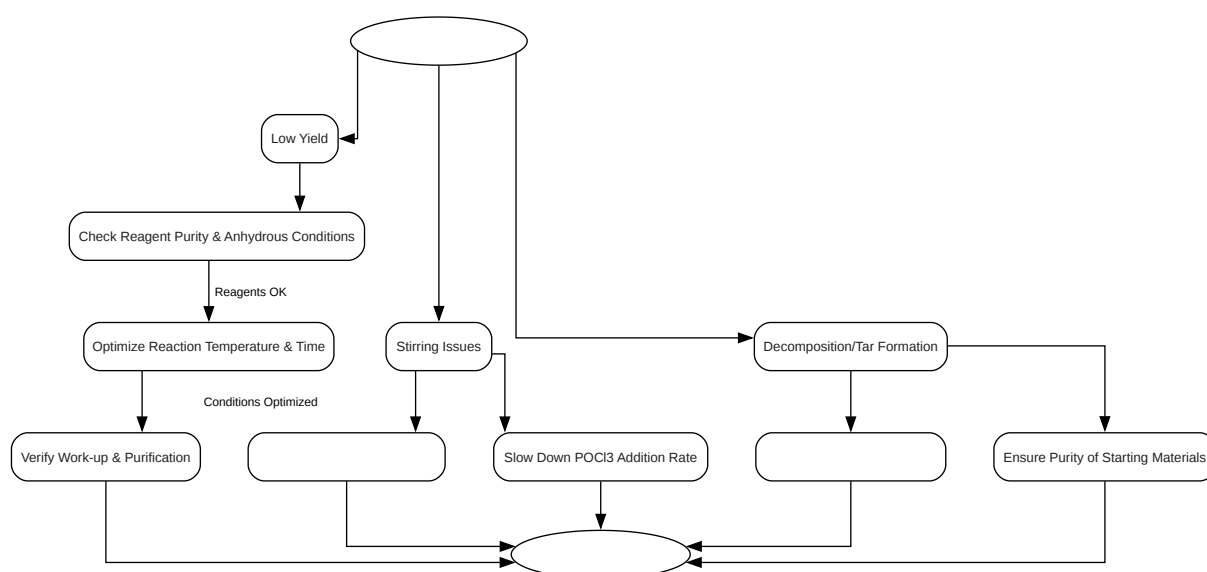 Low Yield
Check Reagent Purity & Anhydrous Conditions
Reagents OK
Optimize Reaction Temperature & Time
Stirring Issues
Decomposition/Tar Formation
Conditions Optimized
Verify Work-up & Purification
Slow Down POCl3 Addition Rate
Ensure Purity of Starting Materials